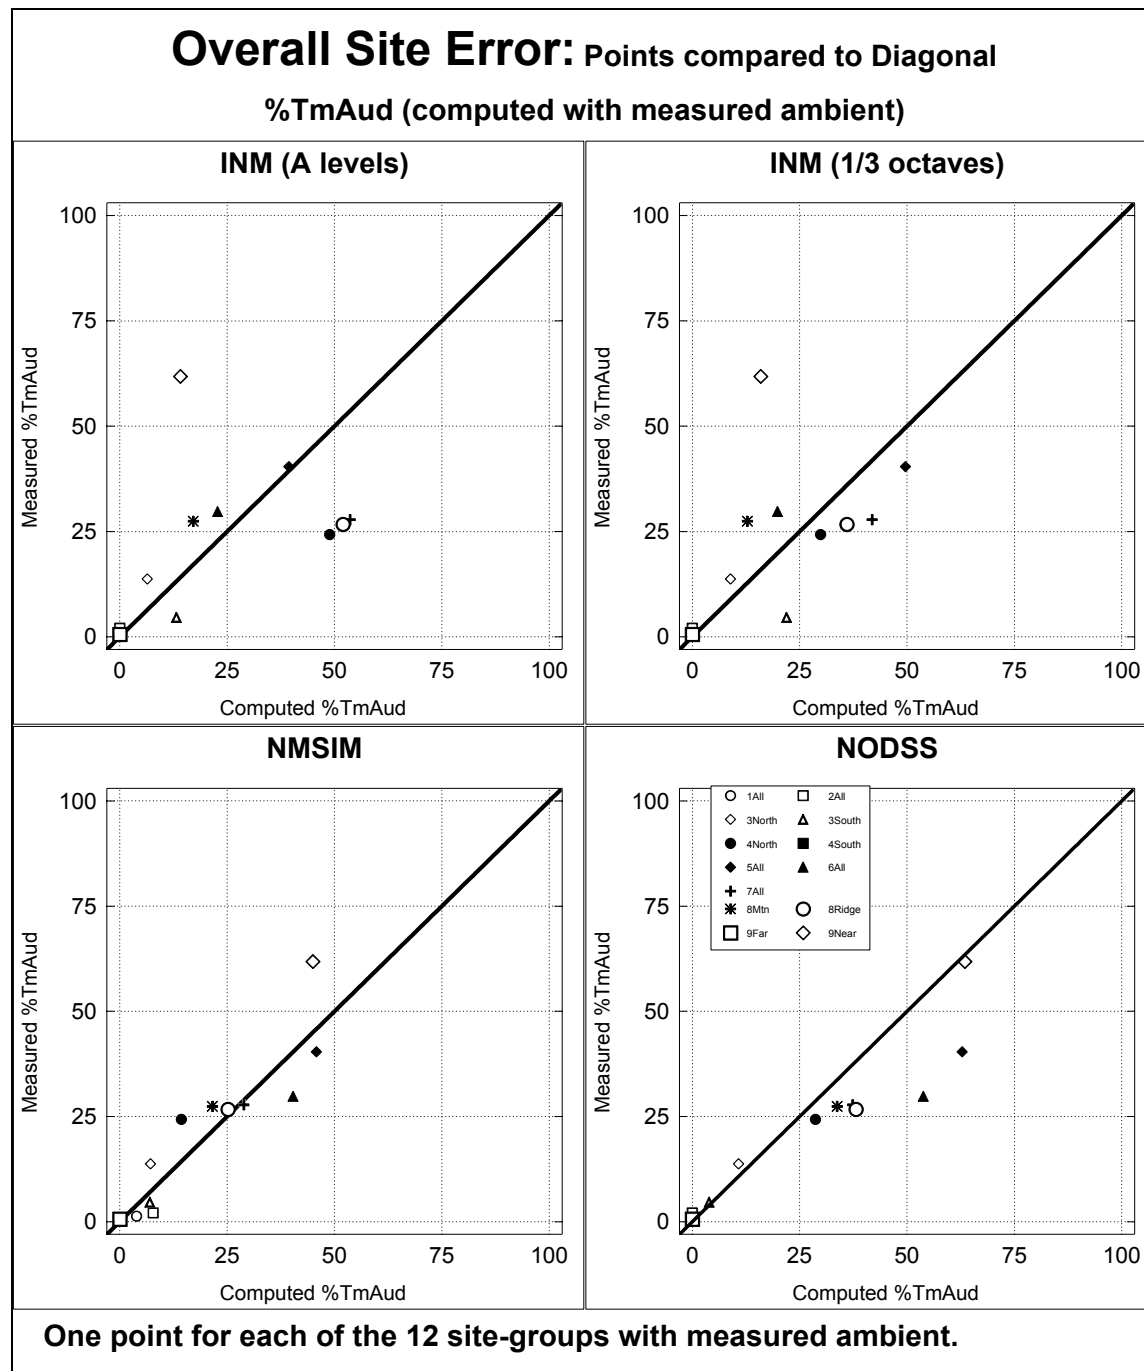 Overall Site Error: Points compared to Diagonal
%TmAud (computed with measured ambient)
INM (A levels)
100
75
50
25
0
Measured %TmAud
0 25 50 75 100
Computed %TmAud
INM (1/3 octaves)
100
75
50
25
0
Measured %TmAud
0 25 50 75 100
Computed %TmAud
NMSIM
100
75
50
25
0
Measured %TmAud
0 25 50 75 100
Computed %TmAud
NODSS
100
75
50
25
0
Measured %TmAud
1All 2All
3North 3South
4North 4South
5All 6All
7All
8Mtn 8Ridge
9Far 9Near
0 25 50 75 100
Computed %TmAud
One point for each of the 12 site-groups with measured ambient.